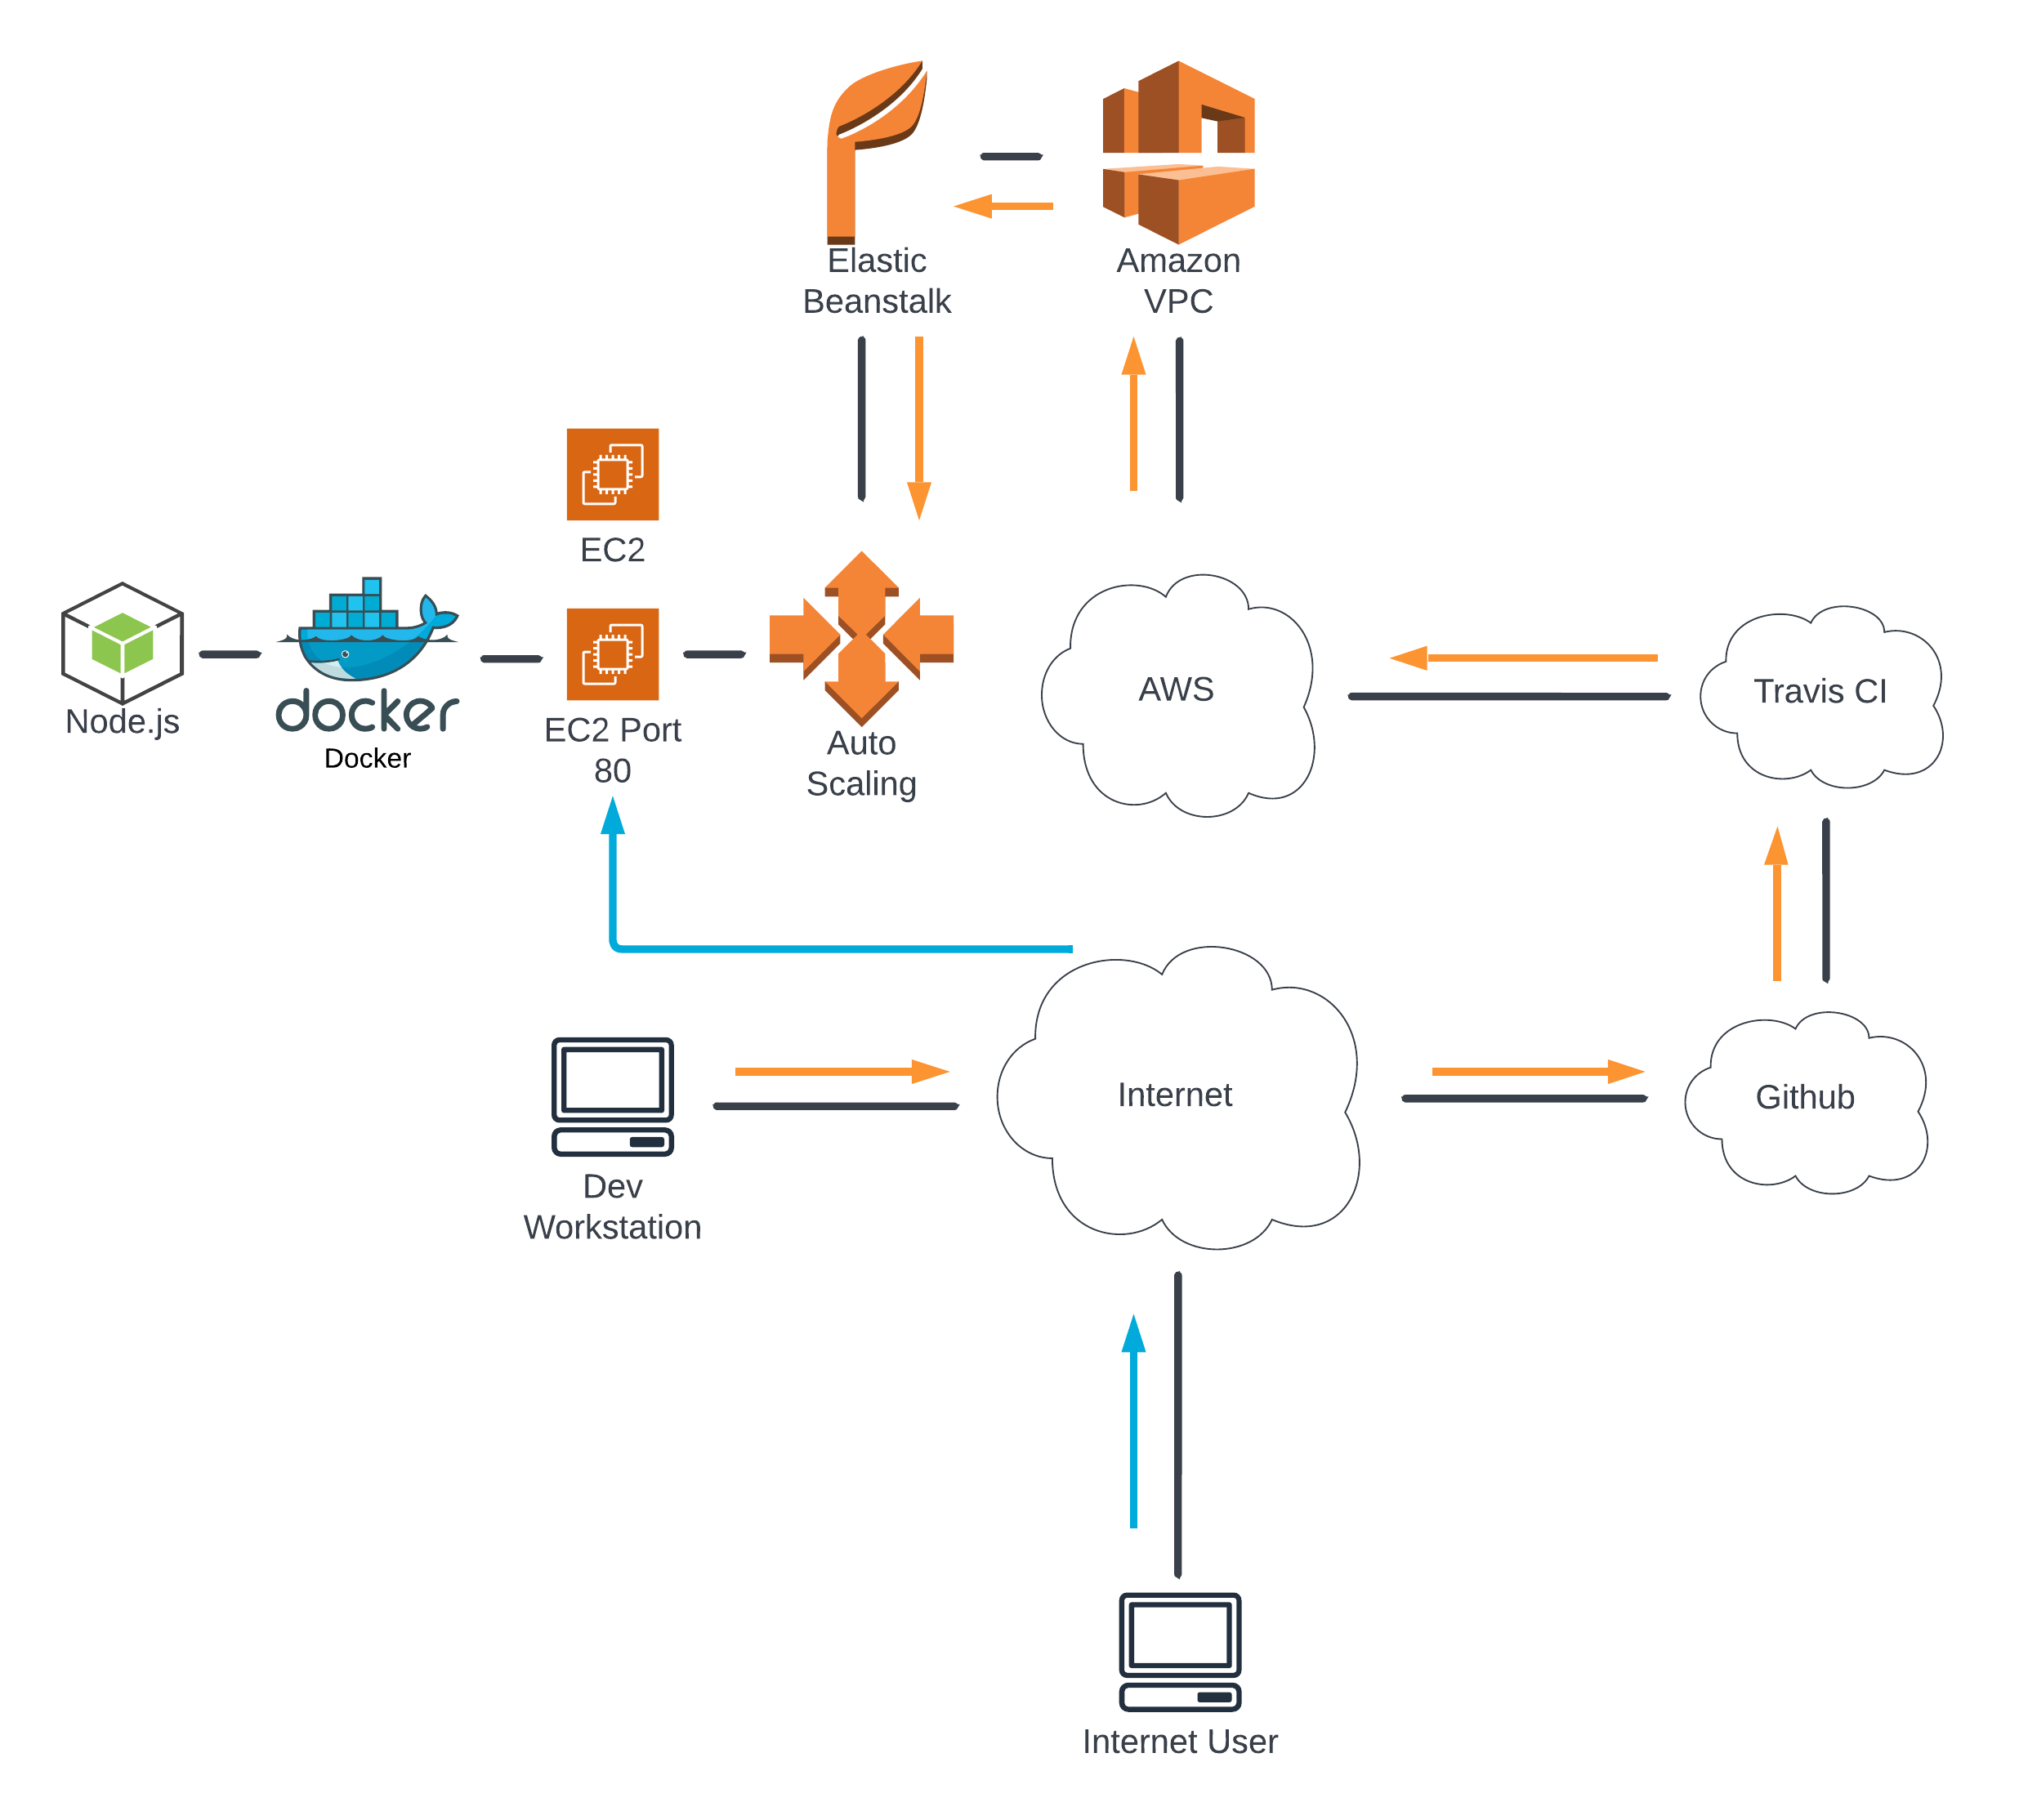 Elastic
Beanstalk
Amazon
VPC
EC2
Node.js
docker
Docker
EC2 Port
80
Auto
Scaling
AWS
Travis CI
Dev
Workstation
Internet
Github
Internet User